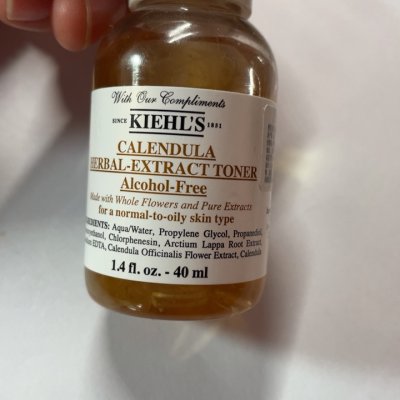 With Our Compliments
SINCE KIEHL'S 1851
CALENDULA
HERBAL-EXTRACT TONER
Alcohol-Free
Made with Whole Flowers and Pure Extracts
for a normal-to-oily skin type
Aqua/Water, Propylene Glycol, Propanediol,
Chlorphenesin, Arctium Lappa Root Extract,
EDTA, Calendula Officinalis Flower Extract, Calendula
1.4 fl. oz. - 40 ml